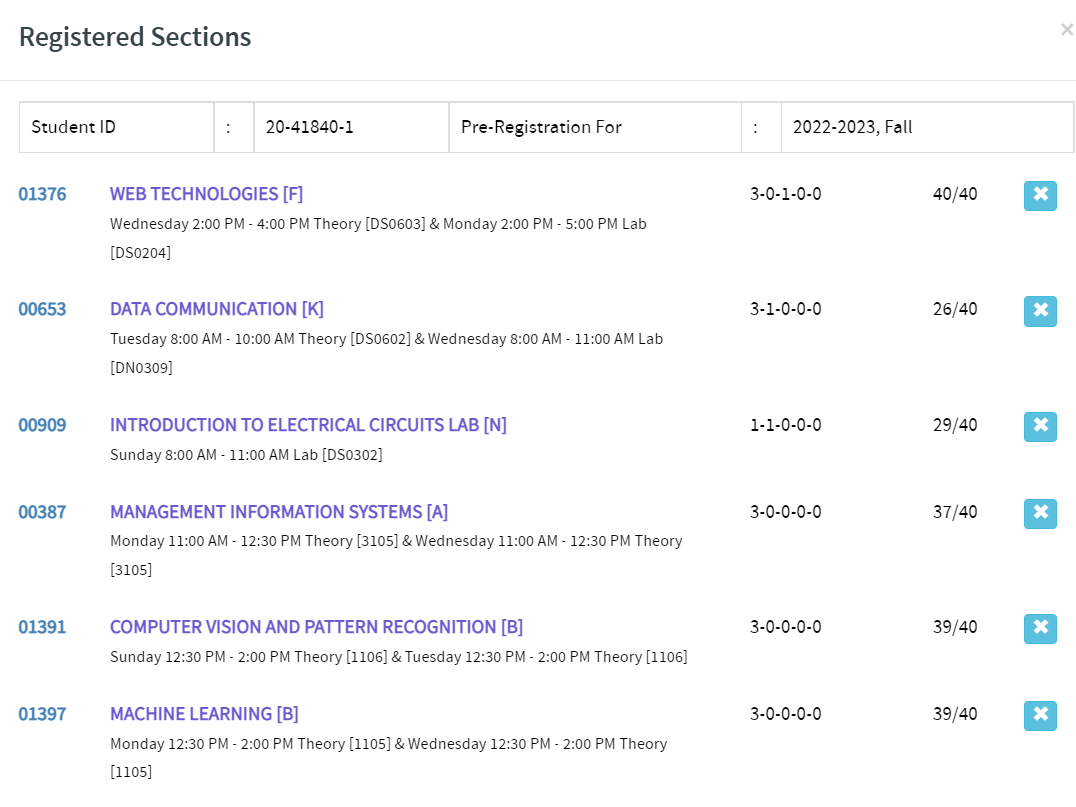 Registered Sections
×
Student ID : 20-41840-1 Pre-Registration For : 2022-2023, Fall
01376 WEB TECHNOLOGIES [F] 3-0-1-0-0 40/40
Wednesday 2:00 PM - 4:00 PM Theory [DS0603] & Monday 2:00 PM - 5:00 PM Lab
[DS0204]
00653 DATA COMMUNICATION [K] 3-1-0-0-0 26/40
Tuesday 8:00 AM - 10:00 AM Theory [DS0602] & Wednesday 8:00 AM - 11:00 AM Lab
[DN0309]
00909 INTRODUCTION TO ELECTRICAL CIRCUITS LAB [N] 1-1-0-0-0 29/40
Sunday 8:00 AM - 11:00 AM Lab [DS0302]
00387 MANAGEMENT INFORMATION SYSTEMS [A] 3-0-0-0-0 37/40
Monday 11:00 AM - 12:30 PM Theory [3105] & Wednesday 11:00 AM - 12:30 PM Theory
[3105]
01391 COMPUTER VISION AND PATTERN RECOGNITION [B] 3-0-0-0-0 39/40
Sunday 12:30 PM - 2:00 PM Theory [1106] & Tuesday 12:30 PM - 2:00 PM Theory [1106]
01397 MACHINE LEARNING [B] 3-0-0-0-0 39/40
Monday 12:30 PM - 2:00 PM Theory [1105] & Wednesday 12:30 PM - 2:00 PM Theory
[1105]